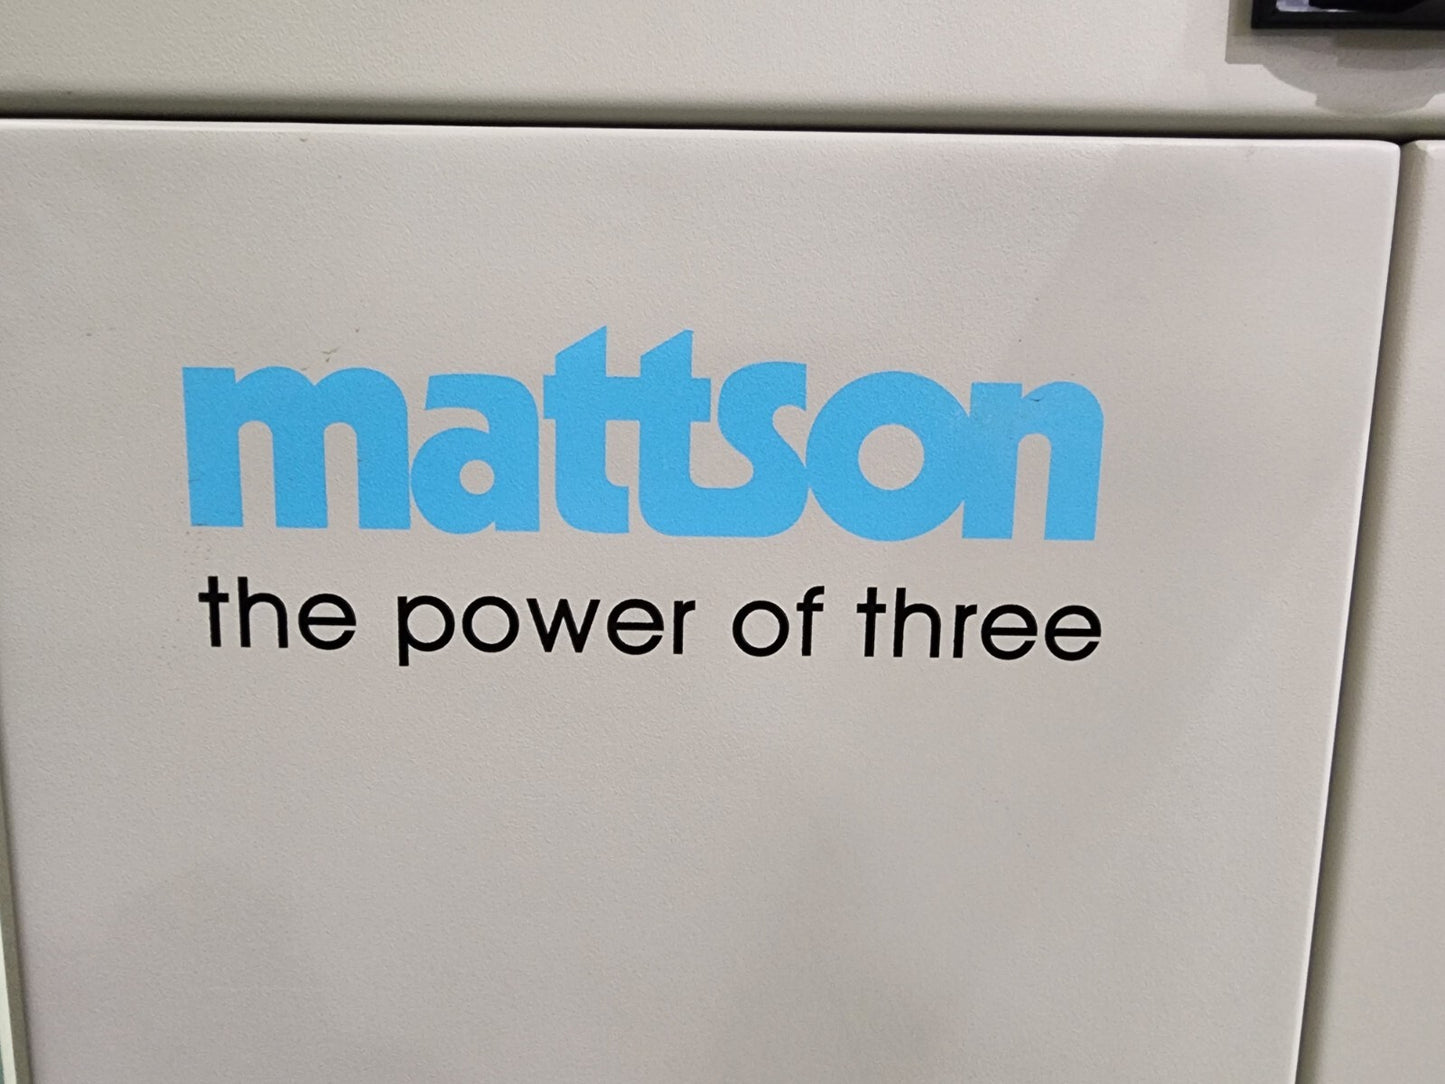 mattson
the power of three